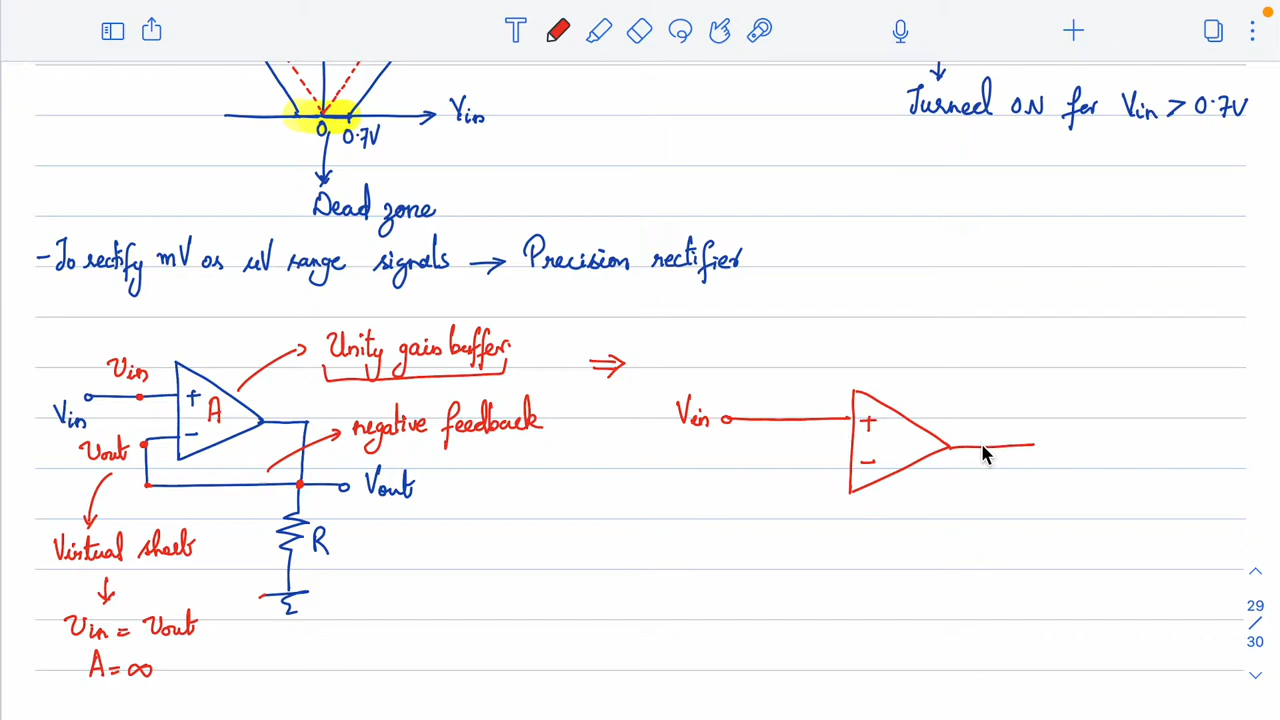 Vin
0
0.7V
Dead zone
Turned ON for Vin > 0.7V
- To rectify mV or μV range signals → Precision rectifier
Unity gain buffer
⇒
Vin
Vin
+
A
-
negative feedback
Vout
Vout
R
Virtual short
Vin = Vout
A = ∞
Vin
+
-
29
/
30
T